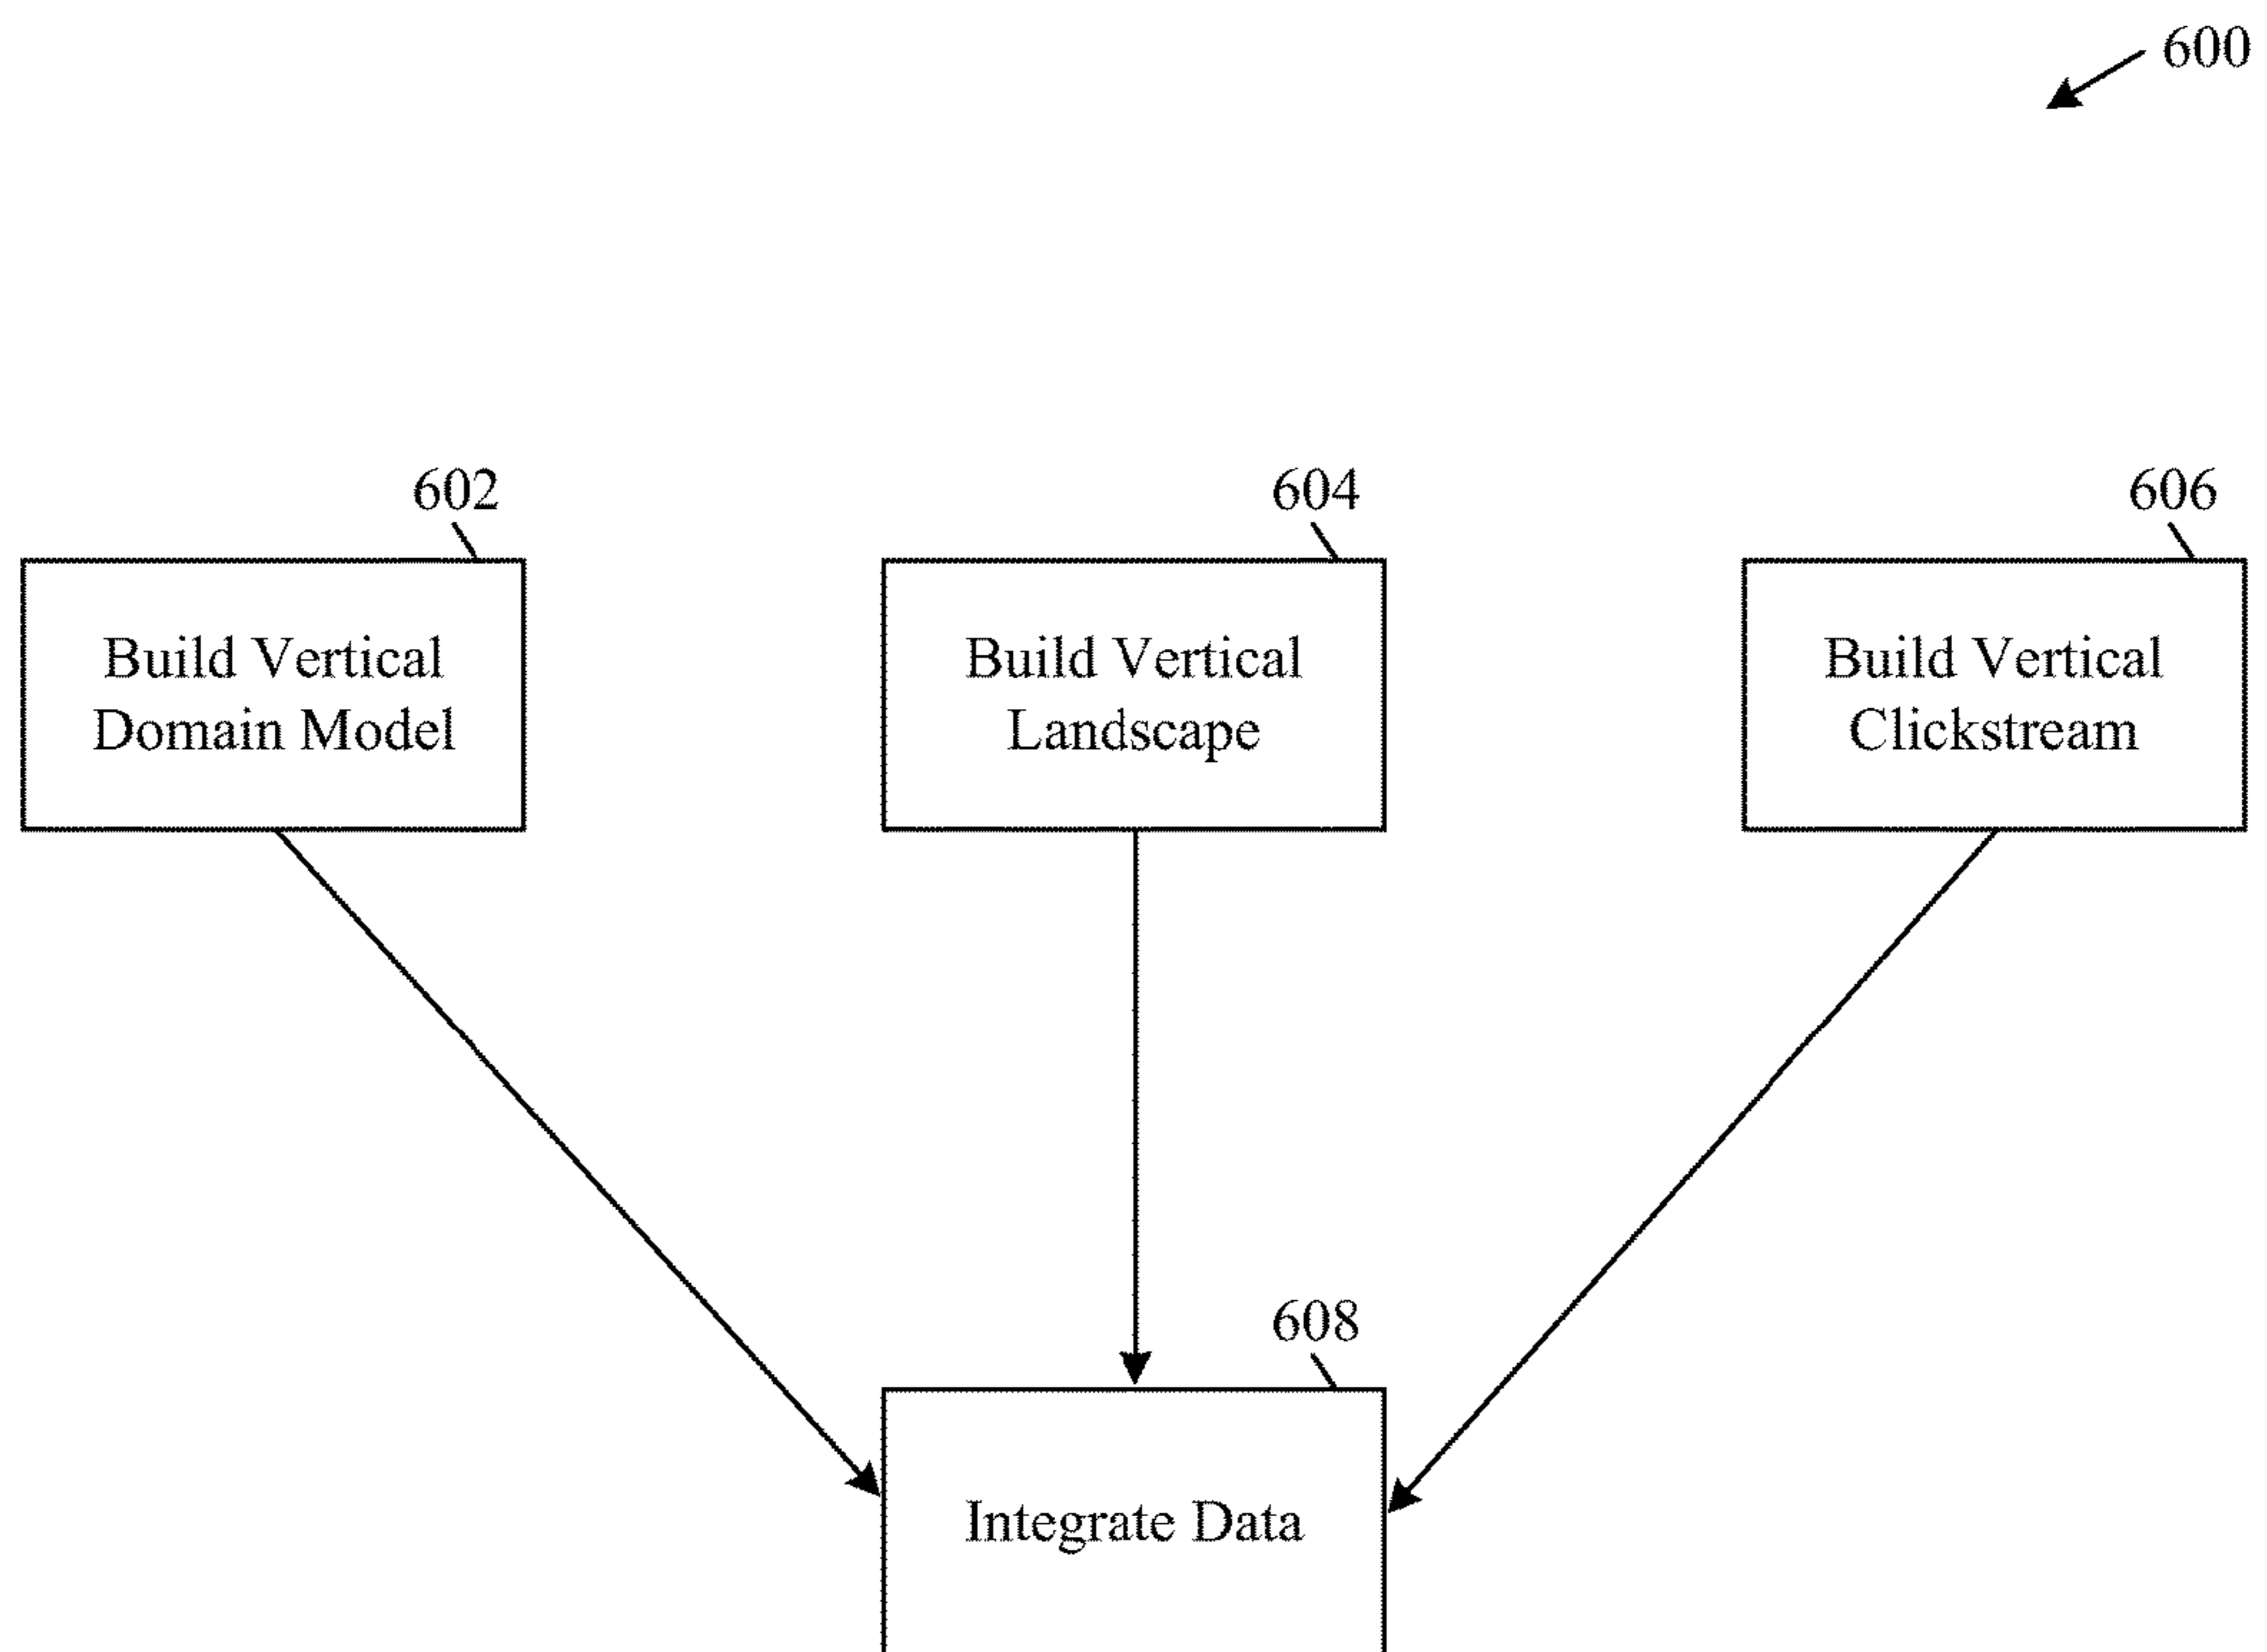 600
602
604
606
Build Vertical
Domain Model
Build Vertical
Landscape
Build Vertical
Clickstream
608
Integrate Data